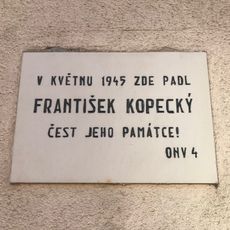 V KVĚTNU 1945 ZDE PADL
FRANTIŠEK KOPECKÝ
ČEST JEHO PAMÁTCE!
ONV 4